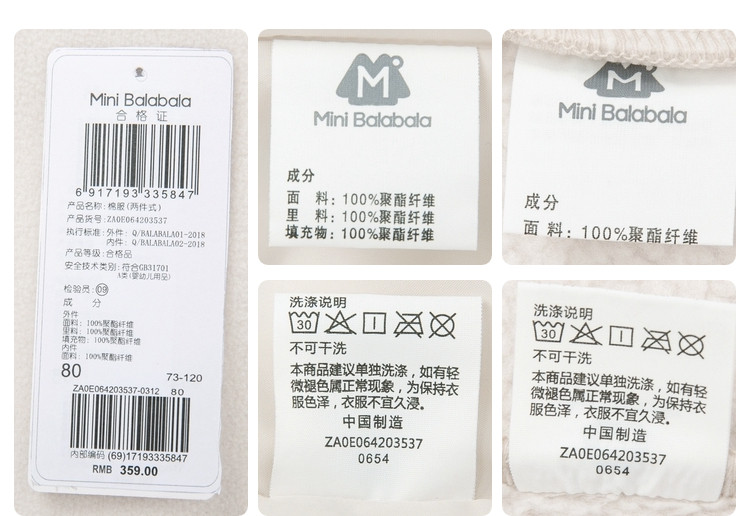 Mini Balabala
合格证
6 917193 335847
产品名称: 棉服(两件式)
产品货号: ZA0E064203537
执行标准: 外件: Q/BALABALA01-2018
内件: Q/BALABALA02-2018
产品等级: 合格品
安全技术类别: 符合GB31701
A类(婴幼儿用品)
检验员: 09
成 分
外件
面料: 100%聚酯纤维
里料: 100%聚酯纤维
填充物: 100%聚酯纤维
内件
面料: 100%聚酯纤维
80 73-120
ZA0E064203537-0312 80
内部编码 (69)17193335847
RMB 359.00
M
Mini Balabala
成分
面 料: 100%聚酯纤维
里 料: 100%聚酯纤维
填充物: 100%聚酯纤维
M
Mini Balabala
成分
面 料: 100%聚酯纤维
洗涤说明
30
不可干洗
本商品建议单独洗涤, 如有轻
微褪色属正常现象, 为保持衣
服色泽, 衣服不宜久浸。
中国制造
ZA0E064203537
0654
洗涤说明
30
不可干洗
本商品建议单独洗涤, 如有轻
微褪色属正常现象, 为保持衣
服色泽, 衣服不宜久浸。
中国制造
ZA0E064203537
0654